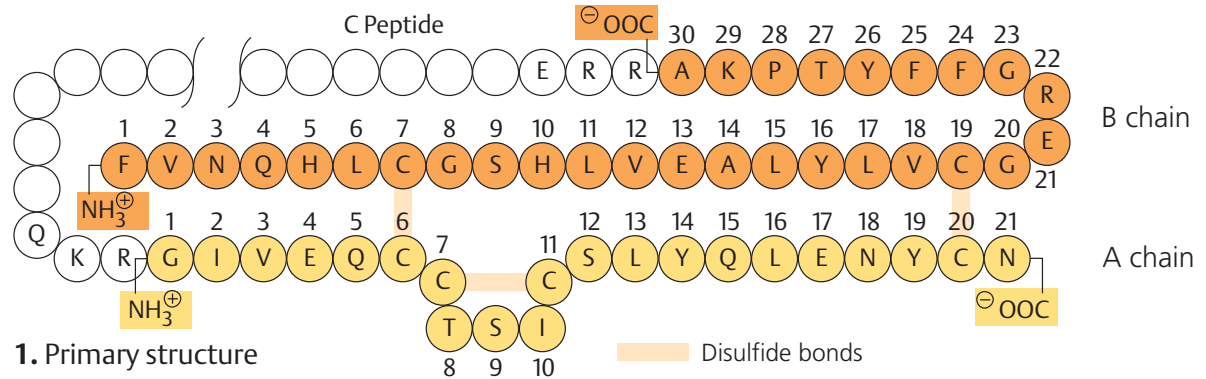 C Peptide
⊖ OOC
30 29 28 27 26 25 24 23
E R R A K P T Y F F G
22
R
B chain
1 2 3 4 5 6 7 8 9 10 11 12 13 14 15 16 17 18 19 20
F V N Q H L C G S H L V E A L Y L V C G
E
21
NH3⊕
Q
1 2 3 4 5 6 7 11 12 13 14 15 16 17 18 19 20 21
K R G I V E Q C C C S L Y Q L E N Y C N
A chain
NH3⊕
⊖ OOC
T S I
8 9 10
1. Primary structure
Disulfide bonds